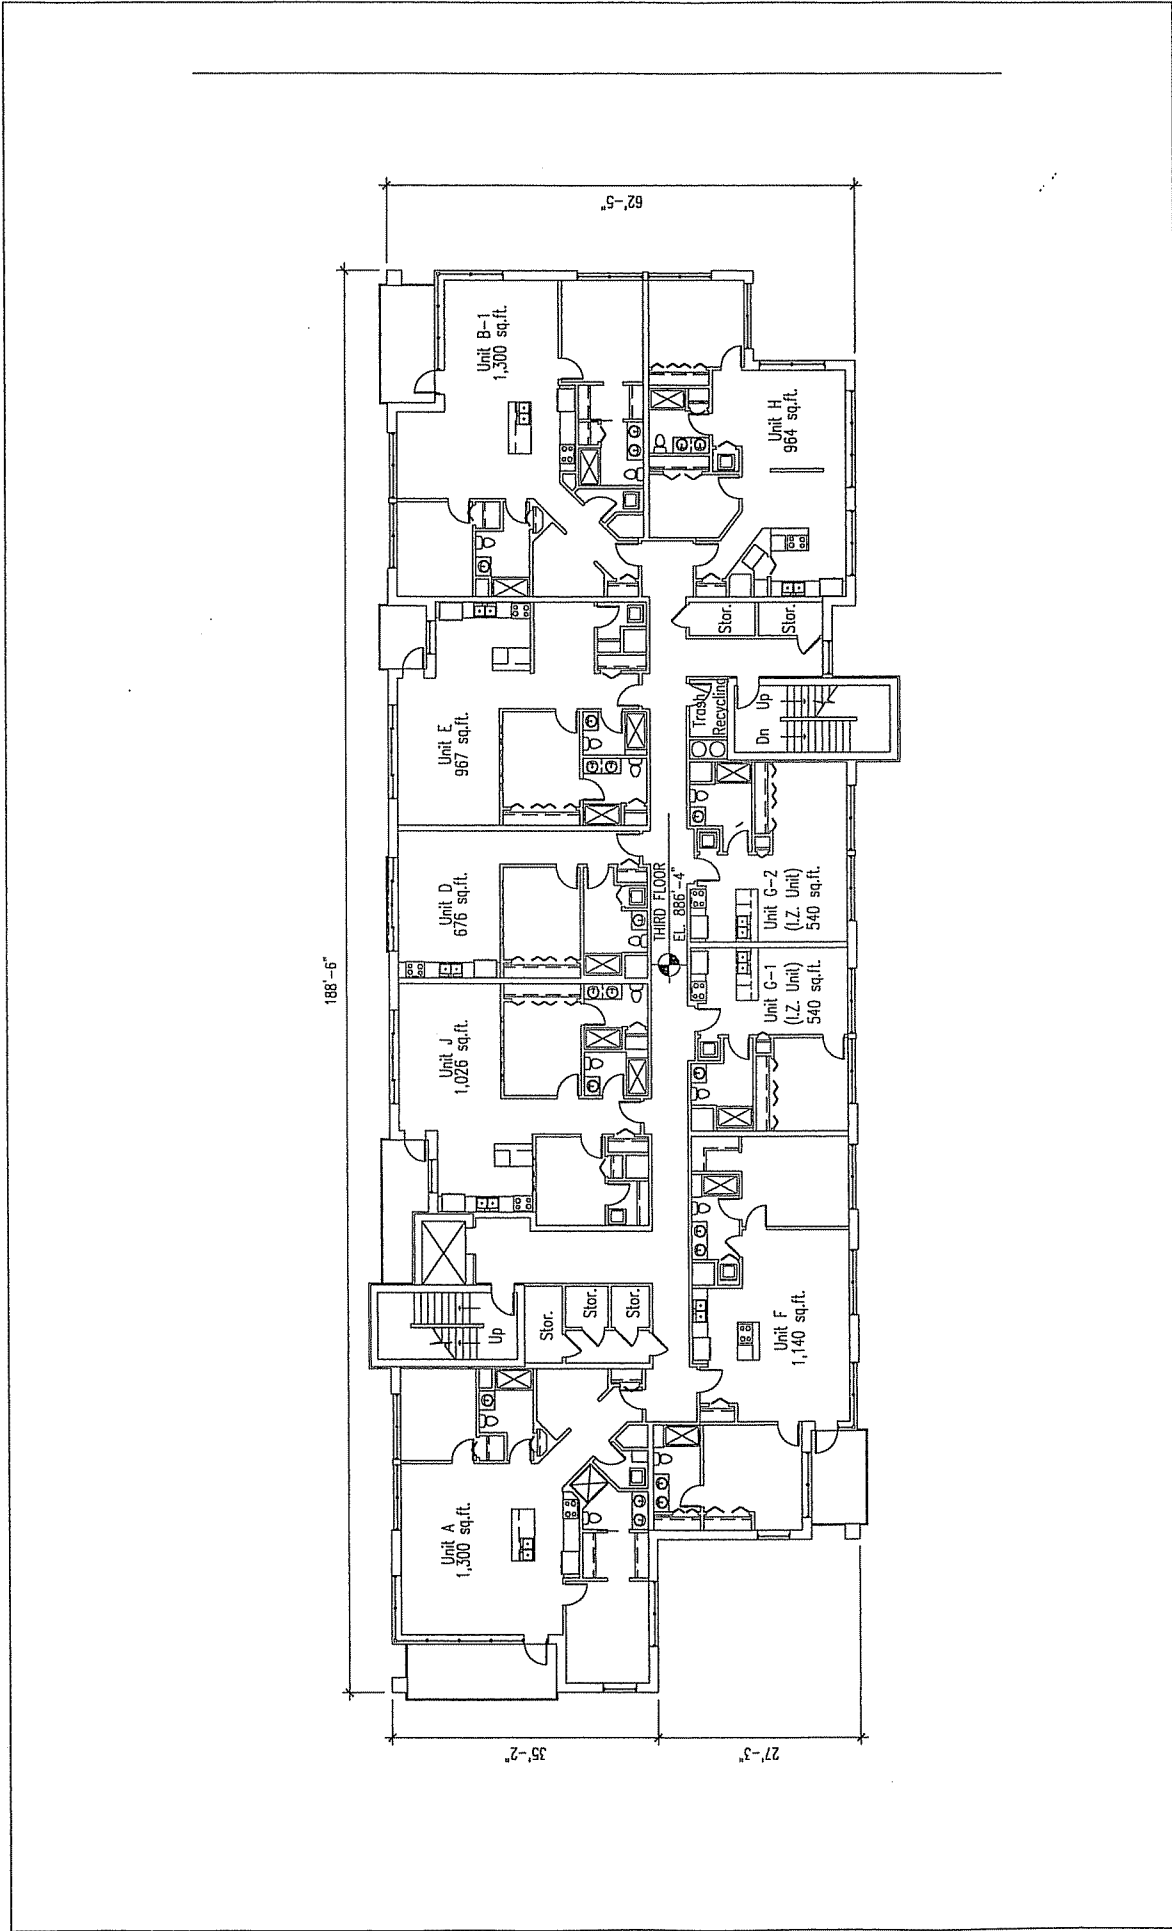 62'-5"
188'-6"
Unit B-1
1,300 sq.ft.
Unit H
964 sq.ft.
Stor.
Stor.
Unit E
967 sq.ft.
Trash/
Recycling
Up
Dn
Unit D
676 sq.ft.
THIRD FLOOR
EL. 886'-4"
Unit G-2
(I.Z. Unit)
540 sq.ft.
Unit J
1,026 sq.ft.
Unit G-1
(I.Z. Unit)
540 sq.ft.
Up
Stor.
Stor.
Stor.
Unit F
1,140 sq.ft.
Unit A
1,300 sq.ft.
35'-2"
27'-3"